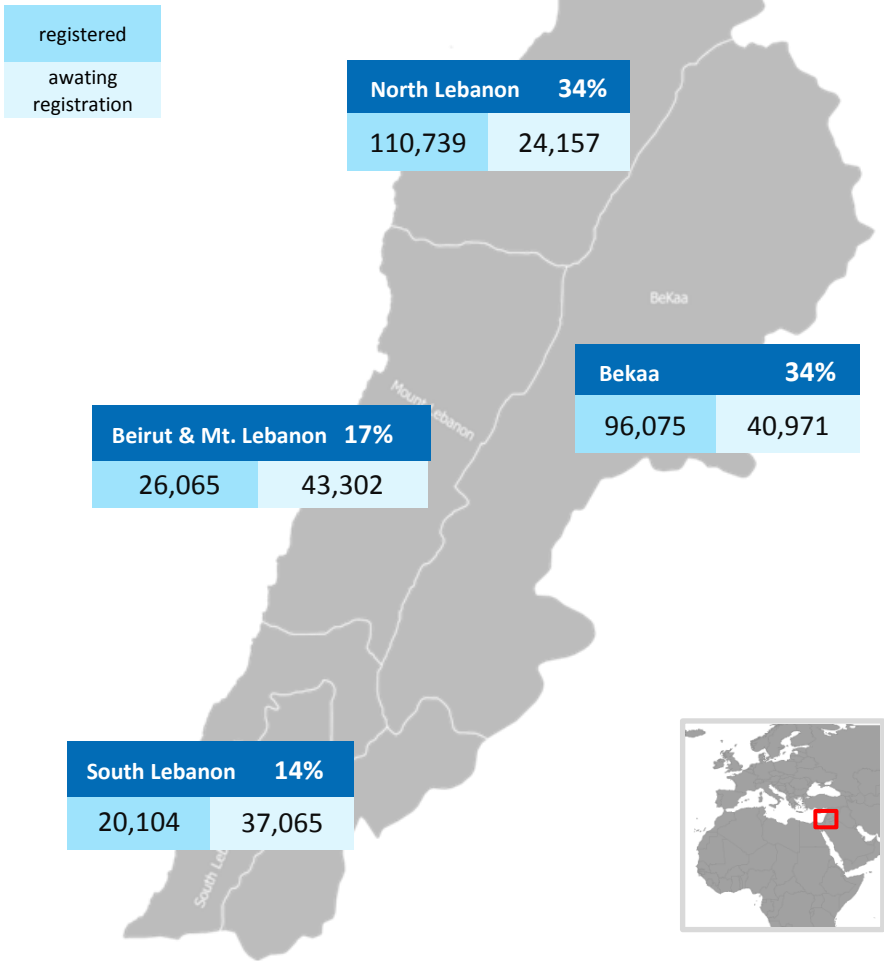 registered
awating
registration
North Lebanon 34%
110,739 24,157
BeKaa
Bekaa 34%
96,075 40,971
Mount Lebanon
Beirut & Mt. Lebanon 17%
26,065 43,302
South Lebanon 14%
20,104 37,065
South